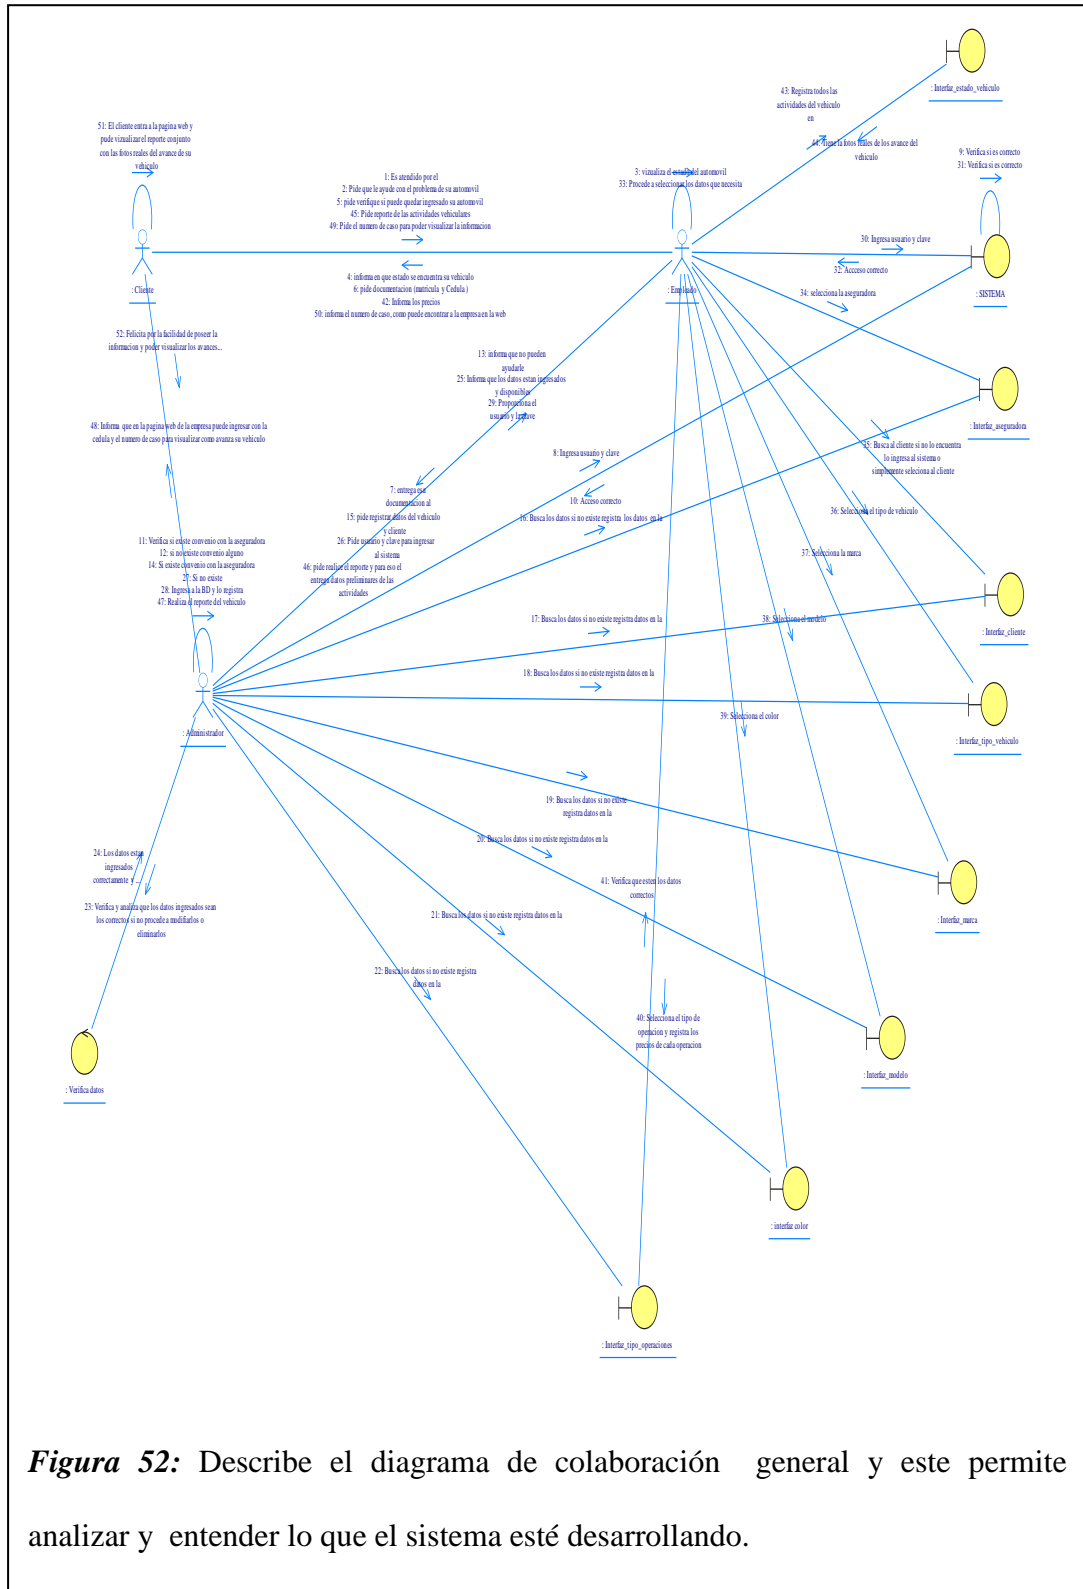 : Interfaz_estado_vehiculo
43: Registra todos las
actividades del vehiculo
en
44: Tiene la fotos reales de los avance del
vehiculo
51: El cliente entra a la pagina web y
pude vizualizar el reporte conjunto
con las fotos reales del avance de su
vehiculo
9: Verifica si es correcto
31: Verifica si es correcto
3: vizualiza el estado del automovil
33: Procede a seleccionar los datos que necesita
1: Es atendido por el
2: Pide que le ayude con el problema de su automovil
5: pide verifique si puede quedar ingresado su automovil
45: Pide reporte de las actividades vehiculares
49: Pide el numero de caso para poder visualizar la informacion
30: Ingresa usuario y clave
32: Accceso correcto
: Cliente
: Empleado
: SISTEMA
4: informa en que estado se encuentra su vehiculo
6: pide documentacion (matricula y Cedula )
42: Informa los precios
50: informa el numero de caso, como puede encontrar a la empresa en la web
34: selecciona la aseguradora
52: Felicita por la facilidad de poseer la
informacion y poder visualizar los avances...
13: informa que no pueden
ayudarle
25: Informa que los datos estan ingresados
y disponibles
29: Proporciona el
usuario y la clave
: Interfaz_aseguradora
48: Informa que en la pagina web de la empresa puede ingresar con la
cedula y el numero de caso para visualizar como avanza su vehiculo
35: Busca al cliente si no lo encuentra
lo ingresa al sistema o
simplemente seleciona al cliente
8: Ingresa usuario y clave
10: Acceso correcto
7: entrega esa
documentacion al
15: pide registrar datos del vehiculo
y cliente
26: Pide usuario y clave para ingresar
al sistema
46: pide realice el reporte y para eso el
entrega datos preliminares de las
actividades
16: Busca los datos si no existe registra los datos en la
36: Selecciona el tipo de vehiculo
11: Verifica si existe convenio con la aseguradora
12: si no existe convenio alguno
14: Si existe convenio con la aseguradora
27: Si no existe
28: Ingresa a la BD y lo registra
47: Realiza el reporte del vehiculo
37: Selecciona la marca
17: Busca los datos si no existe registra datos en la
38: Selecciona el modelo
: Interfaz_cliente
18: Busca los datos si no existe registra datos en la
39: Selecciona el color
: Administrador
: Interfaz_tipo_vehiculo
19: Busca los datos si no existe
registra datos en la
20: Busca los datos si no existe registra datos en la
24: Los datos estan
ingresados
correctamente y ...
41: Verifica que esten los datos
correctos
23: Verifica y analiza que los datos ingresados sean
los correctos si no procede a modifiarlos o
eliminarlos
21: Busca los datos si no existe registra datos en la
: Interfaz_marca
22: Busca los datos si no existe registra
datos en la
40: Selecciona el tipo de
operacion y registra los
precios de cada operacion
: Interfaz_modelo
: Verifica datos
: interfaz color
: Interfaz_tipo_operaciones
Figura 52: Describe el diagrama de colaboración general y este permite
analizar y entender lo que el sistema esté desarrollando.